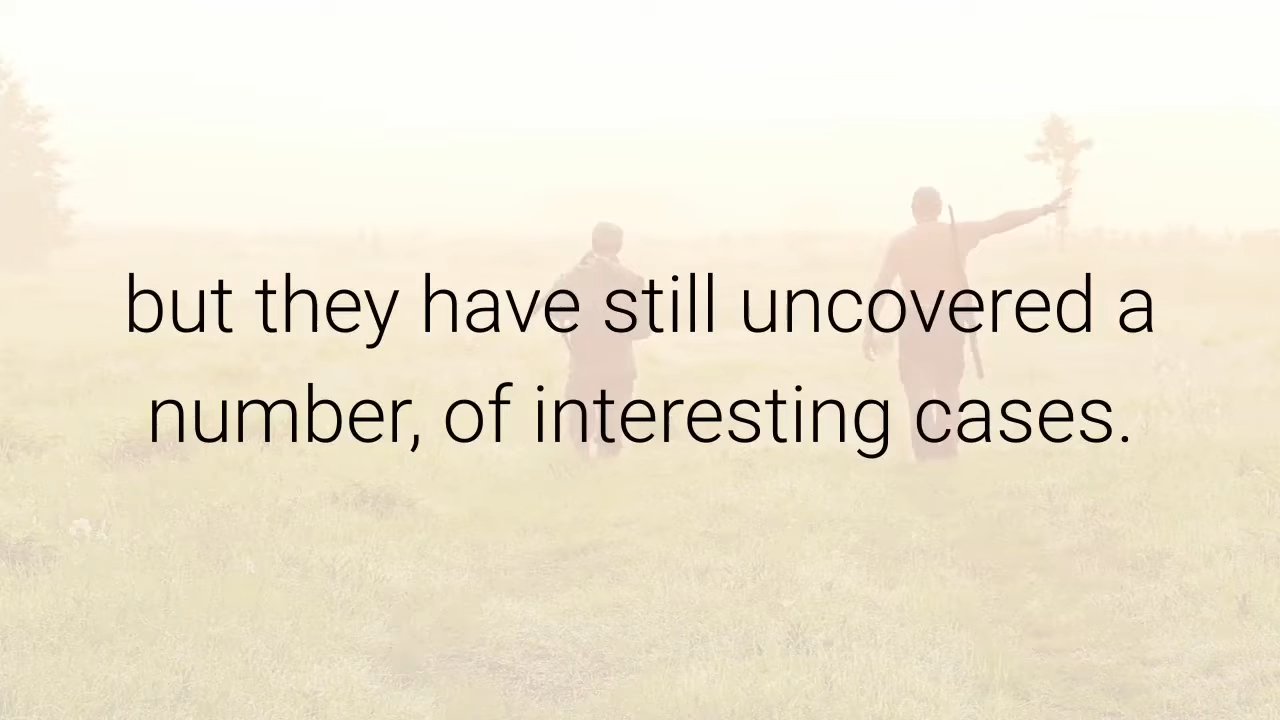 but they have still uncovered a
number, of interesting cases.